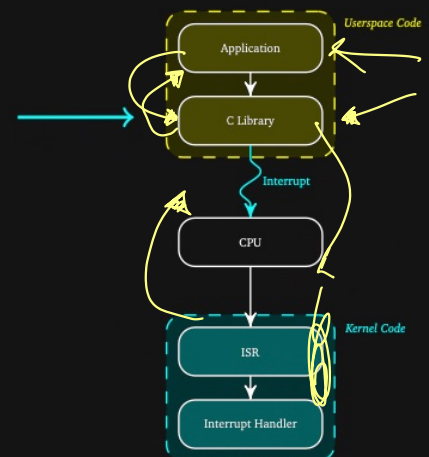 Userspace Code
Application
C Library
Interrupt
CPU
Kernel Code
ISR
Interrupt Handler